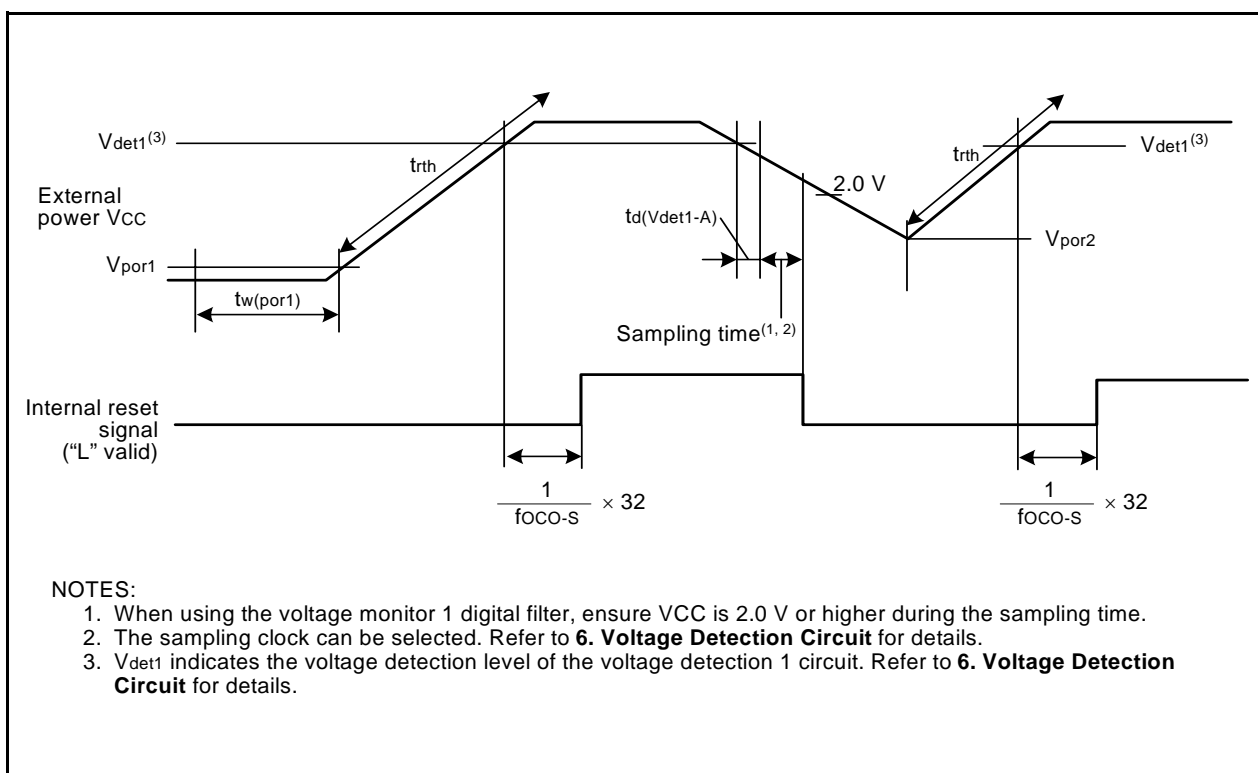 Vdet1(3)
trth
External
power VCC
Vpor1
tw(por1)
td(Vdet1-A)
Sampling time(1, 2)
2.0 V
trth
Vdet1(3)
Vpor2
Internal reset
signal
(“L” valid)
1
fOCO-S
× 32
1
fOCO-S
× 32
NOTES:
1. When using the voltage monitor 1 digital filter, ensure VCC is 2.0 V or higher during the sampling time.
2. The sampling clock can be selected. Refer to 6. Voltage Detection Circuit for details.
3. Vdet1 indicates the voltage detection level of the voltage detection 1 circuit. Refer to 6. Voltage Detection
Circuit for details.